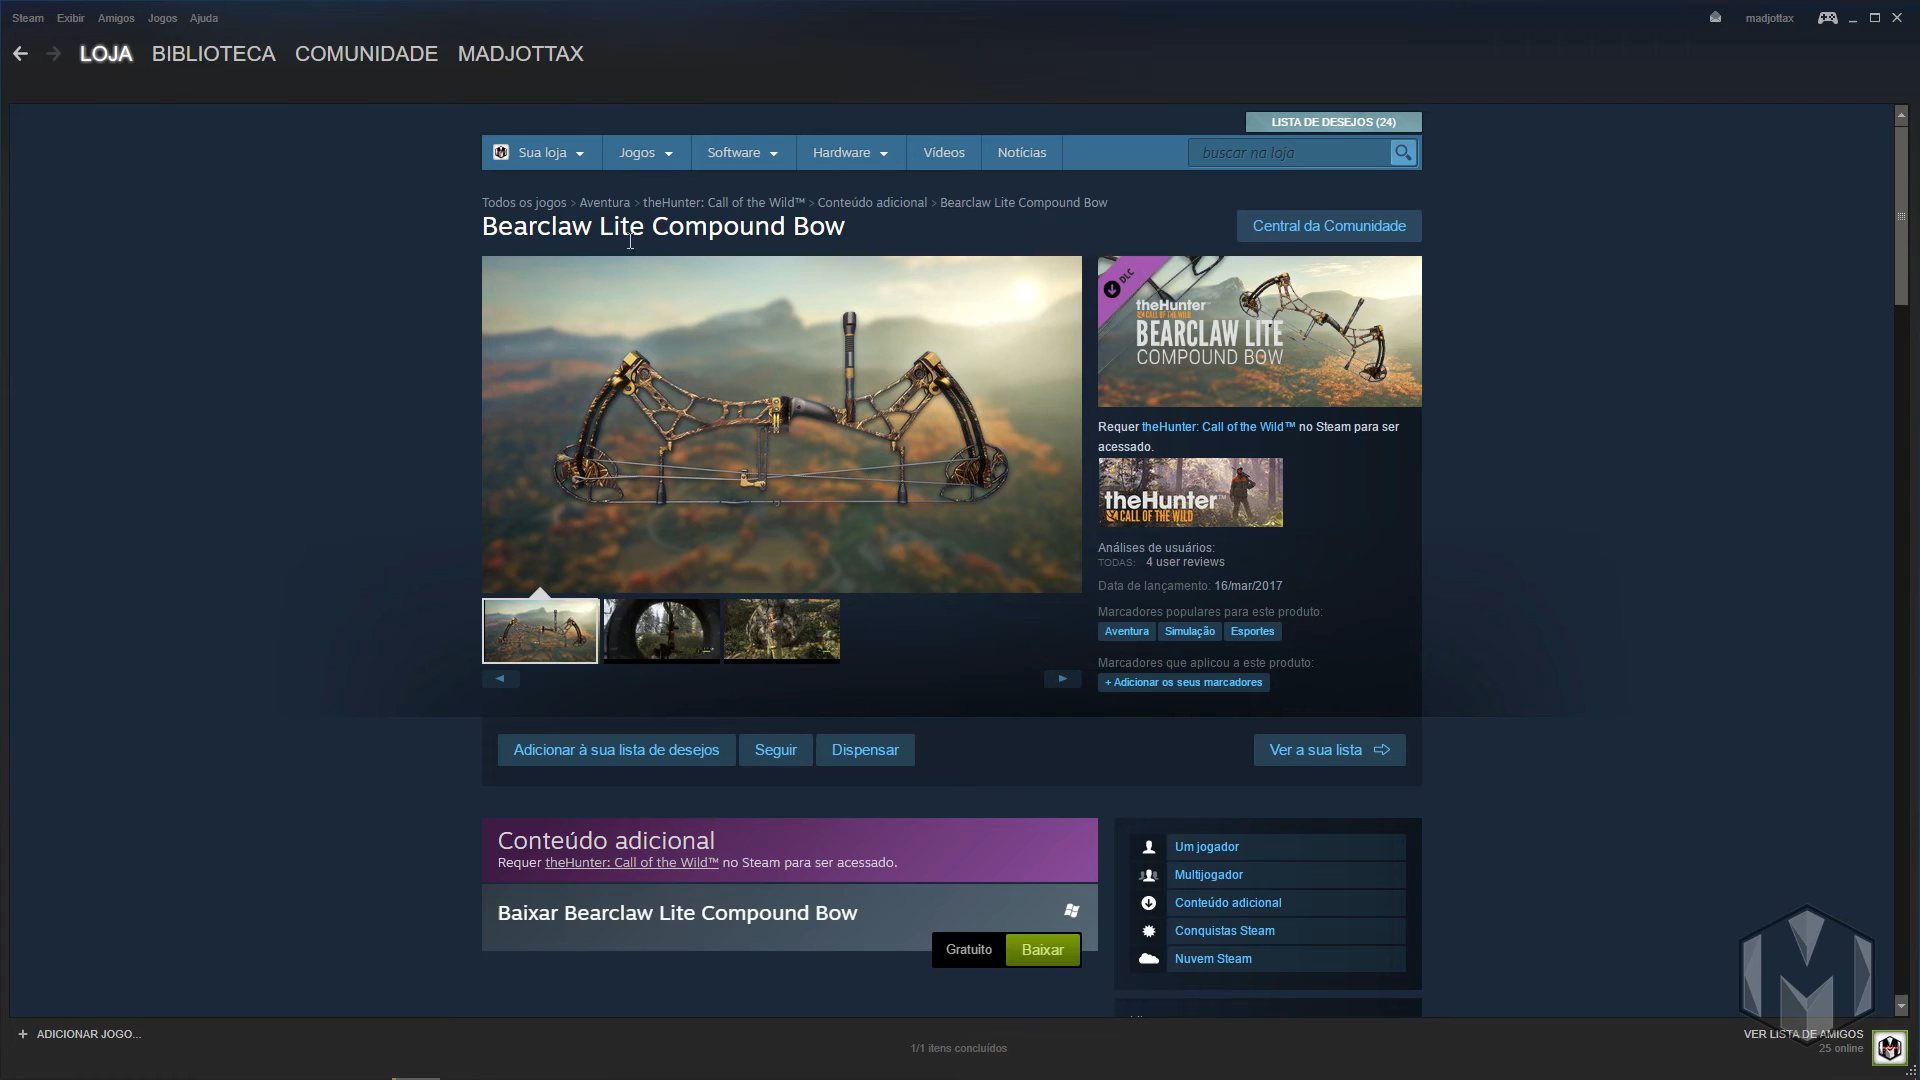 Steam Exibir Amigos Jogos Ajuda
madjottax
LOJA BIBLIOTECA COMUNIDADE MADJOTTAX
LISTA DE DESEJOS (24)
Sua loja Jogos Software Hardware Vídeos Notícias
buscar na loja
Todos os jogos > Aventura > theHunter: Call of the Wild™ > Conteúdo adicional > Bearclaw Lite Compound Bow
Bearclaw Lite Compound Bow
Central da Comunidade
DLC
theHunter
CALL OF THE WILD
BEARCLAW LITE
COMPOUND BOW
Requer theHunter: Call of the Wild™ no Steam para ser
acessado.
theHunter™
CALL OF THE WILD
Análises de usuários:
TODAS: 4 user reviews
Data de lançamento: 16/mar/2017
Marcadores populares para este produto:
Aventura Simulação Esportes
Marcadores que aplicou a este produto:
+ Adicionar os seus marcadores
Adicionar à sua lista de desejos Seguir Dispensar Ver a sua lista
Conteúdo adicional
Requer theHunter: Call of the Wild™ no Steam para ser acessado.
Baixar Bearclaw Lite Compound Bow
Gratuito Baixar
Um jogador
Multijogador
Conteúdo adicional
Conquistas Steam
Nuvem Steam
+ ADICIONAR JOGO...
1/1 itens concluídos
VER LISTA DE AMIGOS
25 online